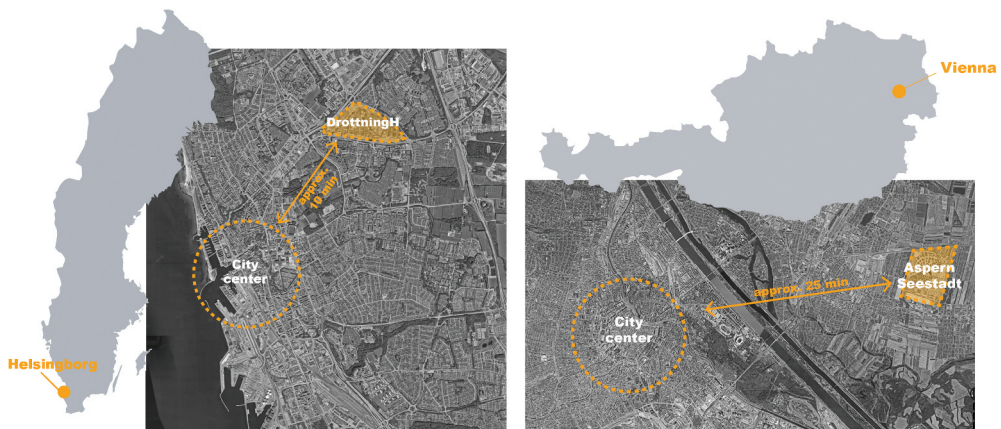 DrottningH
approx.
10 min
City
center
Helsingborg
Vienna
Aspern
Seestadt
approx. 25 min
City
center